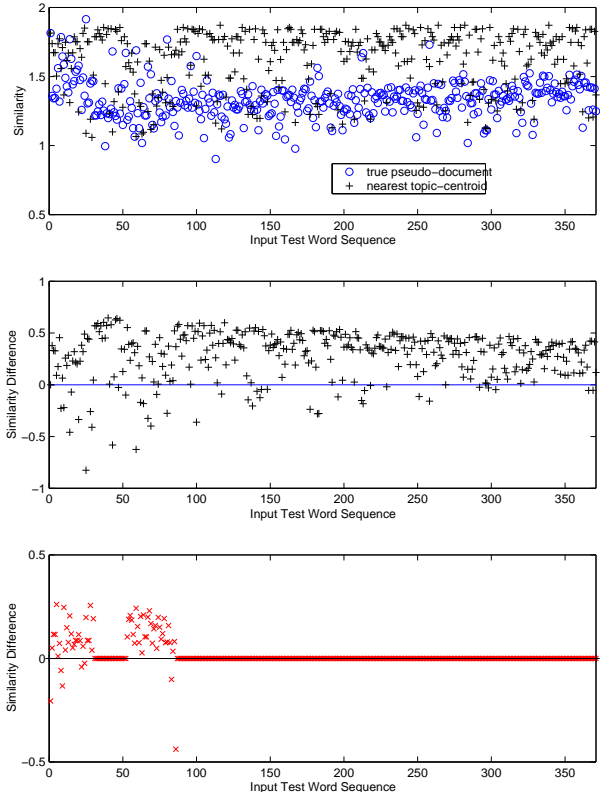 2
1.5
1
0.5
Similarity
true pseudo-document
nearest topic-centroid
0 50 100 150 200 250 300 350
Input Test Word Sequence
1
0.5
0
−0.5
−1
Similarity Difference
0 50 100 150 200 250 300 350
Input Test Word Sequence
0.5
0
−0.5
Similarity Difference
0 50 100 150 200 250 300 350
Input Test Word Sequence